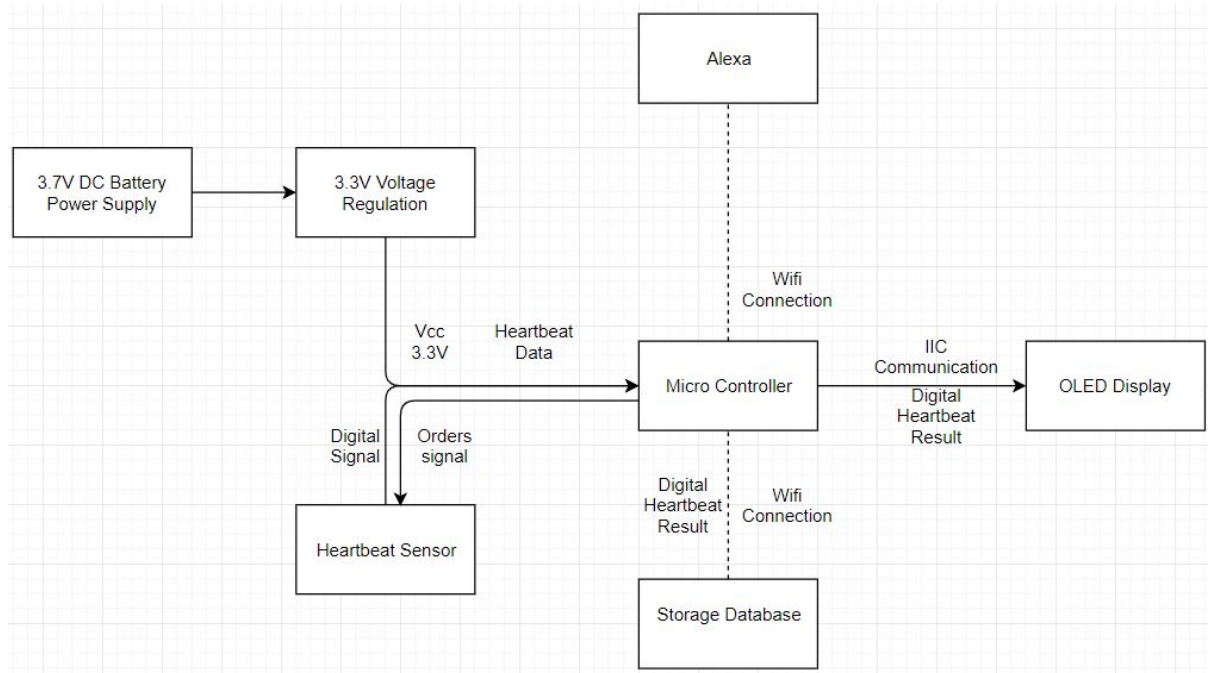 Alexa
3.7V DC Battery
Power Supply
3.3V Voltage
Regulation
Wifi
Connection
Vcc
3.3V
Heartbeat
Data
Micro Controller
IIC
Communication
Digital
Heartbeat
Result
OLED Display
Digital
Signal
Orders
signal
Heartbeat Sensor
Digital
Heartbeat
Result
Wifi
Connection
Storage Database